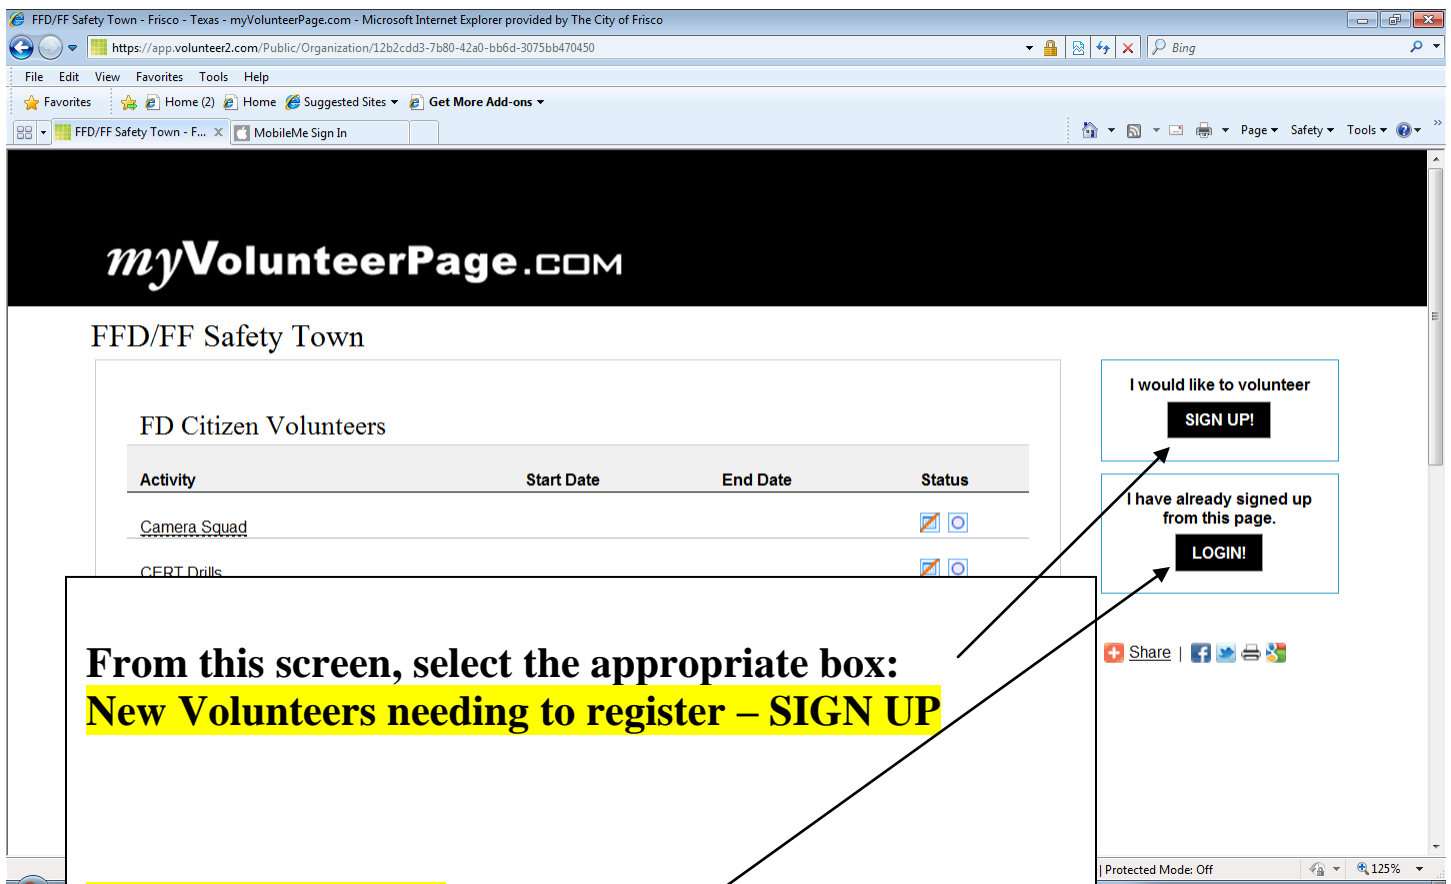 FFD/FF Safety Town - Frisco - Texas - myVolunteerPage.com - Microsoft Internet Explorer provided by The City of Frisco
https://app.volunteer2.com/Public/Organization/12b2cdd3-7b80-42a0-bb6d-3075bb470450
Bing
File Edit View Favorites Tools Help
Favorites Home (2) Home Suggested Sites Get More Add-ons
FFD/FF Safety Town - F... MobileMe Sign In Page Safety Tools
myVolunteerPage.com
FFD/FF Safety Town
I would like to volunteer
SIGN UP!
FD Citizen Volunteers
Activity Start Date End Date Status
I have already signed up
from this page.
LOGIN!
Camera Squad
CERT Drills
From this screen, select the appropriate box:
New Volunteers needing to register – SIGN UP
Share |
| Protected Mode: Off 125%